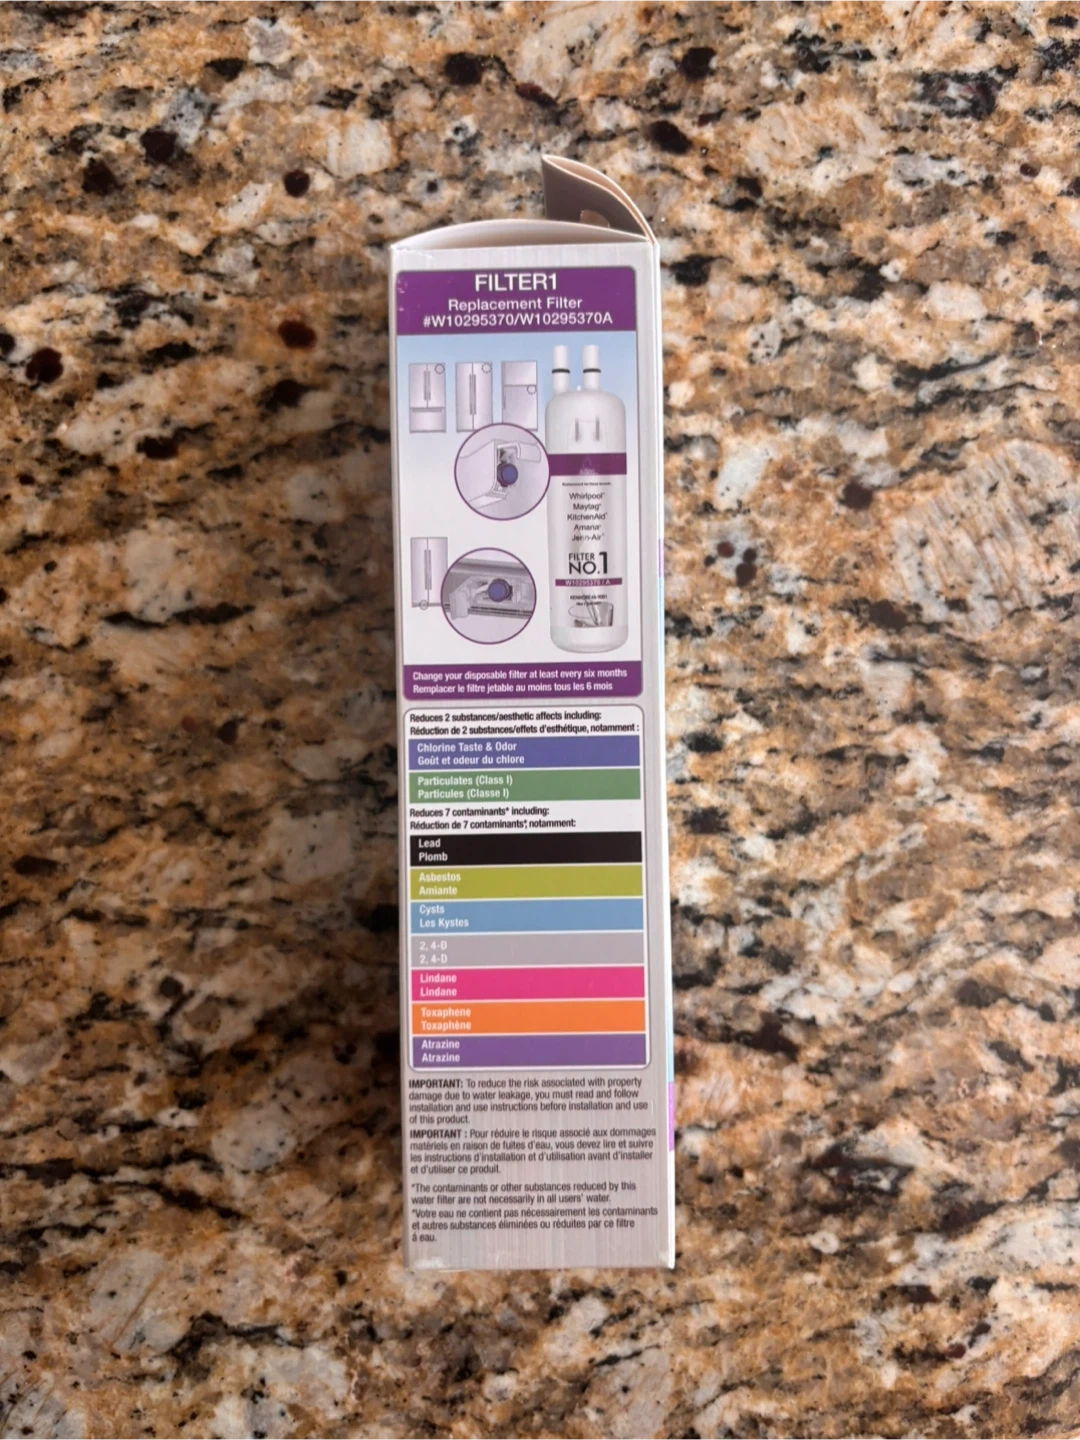 FILTER1
Replacement Filter
#W10295370/W10295370A
Whirlpool
Maytag
KitchenAid
Amana
Jenn-Air
FILTER
NO.1
W10295370 / A
Change your disposable filter at least every six months
Remplacer le filtre jetable au moins tous les 6 mois
Reduces 2 substances/aesthetic affects including:
Réduction de 2 substances/effets d'esthétique, notamment :
Chlorine Taste & Odor
Goût et odeur du chlore
Particulates (Class I)
Particules (Classe I)
Reduces 7 contaminants* including:
Réduction de 7 contaminants*, notamment:
Lead
Plomb
Asbestos
Amiante
Cysts
Les Kystes
2, 4-D
2, 4-D
Lindane
Lindane
Toxaphene
Toxaphène
Atrazine
Atrazine
IMPORTANT: To reduce the risk associated with property
damage due to water leakage, you must read and follow
installation and use instructions before installation and use
of this product.
IMPORTANT : Pour réduire le risque associé aux dommages
matériels en raison de fuites d'eau, vous devez lire et suivre
les instructions d'installation et d'utilisation avant d'installer
et d'utiliser ce produit.
*The contaminants or other substances reduced by this
water filter are not necessarily in all users' water.
*Votre eau ne contient pas nécessairement les contaminants
et autres substances éliminées ou réduites par ce filtre
à eau.